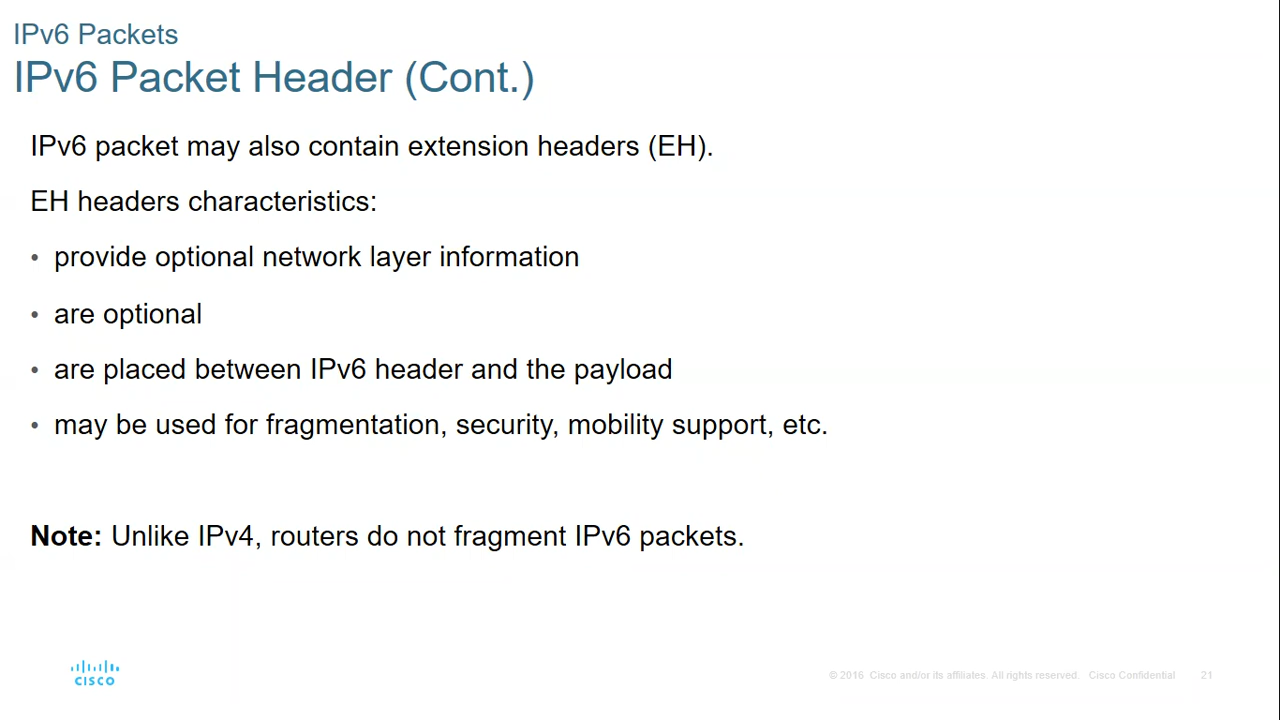 IPv6 Packets
IPv6 Packet Header (Cont.)
IPv6 packet may also contain extension headers (EH).
EH headers characteristics:
• provide optional network layer information
• are optional
• are placed between IPv6 header and the payload
• may be used for fragmentation, security, mobility support, etc.
Note: Unlike IPv4, routers do not fragment IPv6 packets.
CISCO
© 2016 Cisco and/or its affiliates. All rights reserved. Cisco Confidential 21